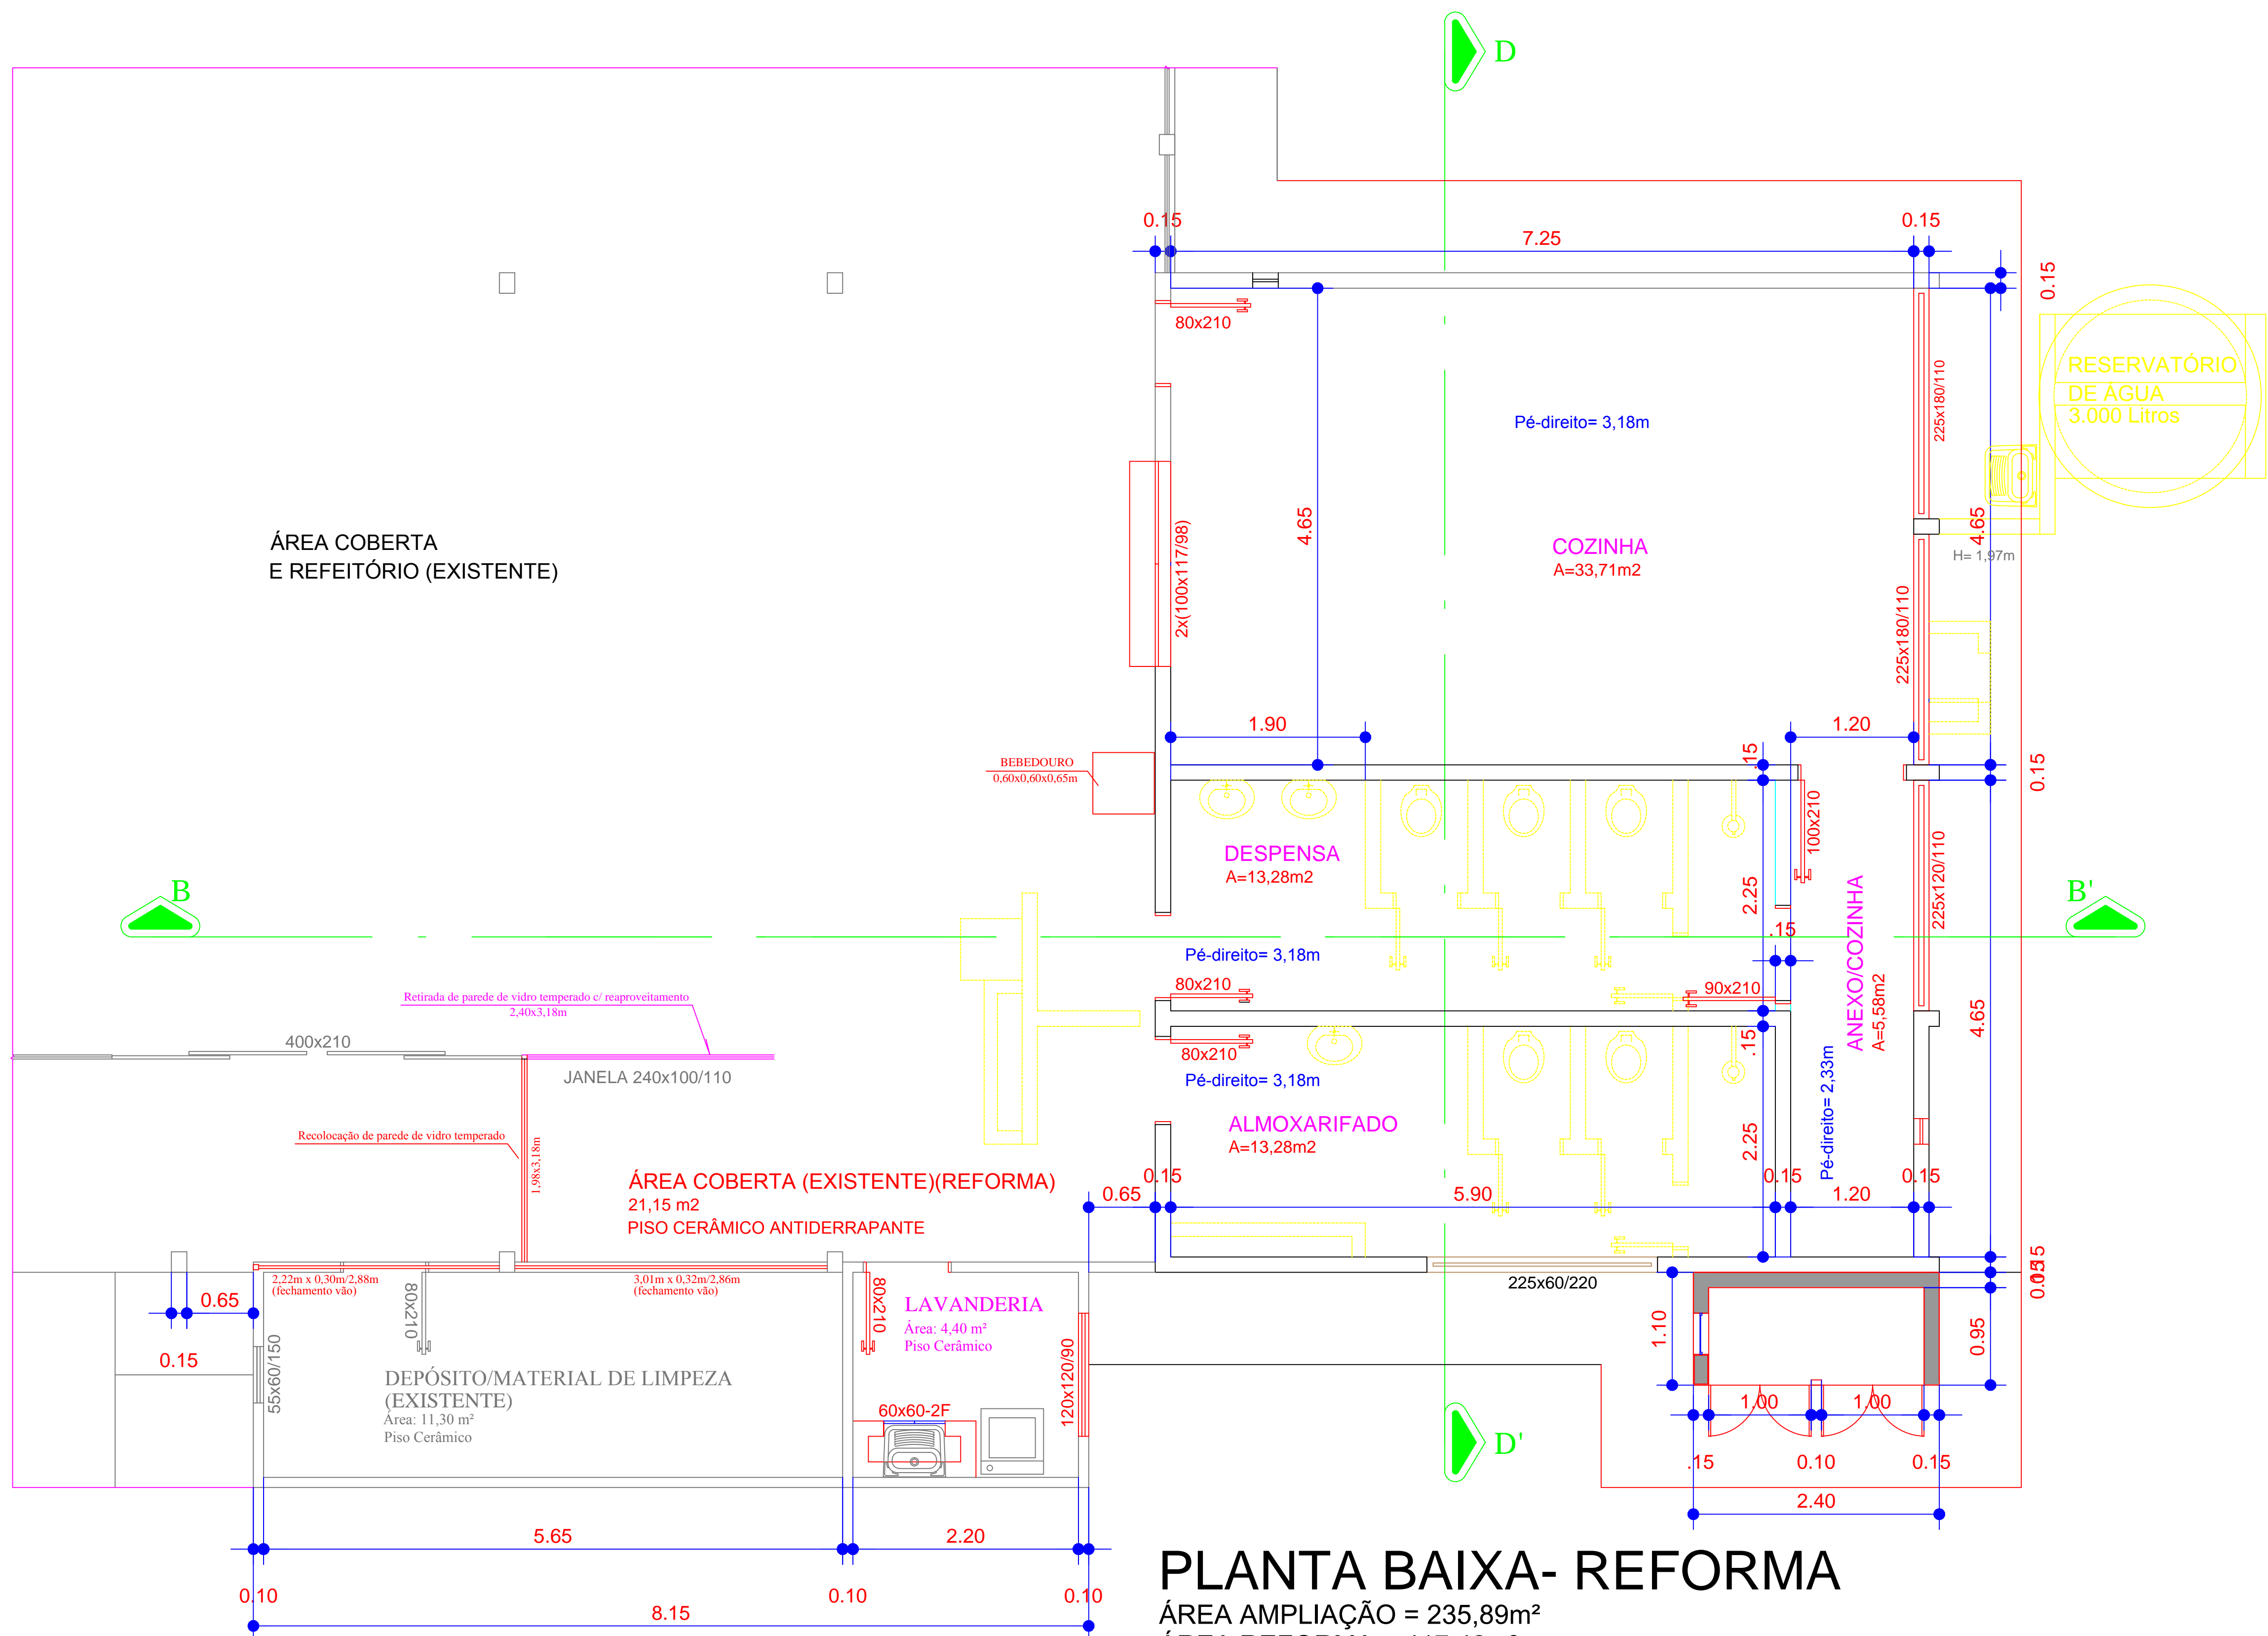 D
0.15
7.25
0.15
0.15
80x210
Pé-direito= 3,18m
225x180/110
RESERVATÓRIO
DE ÁGUA
3.000 Litros
ÁREA COBERTA
E REFEITÓRIO (EXISTENTE)
2x(100x117/98)
4.65
COZINHA
A=33,71m2
4.65
H= 1,97m
225x180/110
1.90
.15
1.20
0.15
BEBEDOURO
0,60x0,60x0,65m
100x210
DESPENSA
A=13,28m2
2.25
225x120/110
B
B'
.15
ANEXO/COZINHA
A=5,58m2
Pé-direito= 3,18m
80x210
90x210
Retirada de parede de vidro temperado c/ reaproveitamento
2,40x3,18m
400x210
JANELA 240x100/110
80x210
.15
4.65
Pé-direito= 3,18m
Pé-direito= 2,33m
Recolocação de parede de vidro temperado
1,98x3,18m
ALMOXARIFADO
A=13,28m2
2.25
ÁREA COBERTA (EXISTENTE)(REFORMA)
21,15 m2
PISO CERÂMICO ANTIDERRAPANTE
0.65
0.15
5.90
0.15
1.20
0.15
2,22m x 0,30m/2,88m
(fechamento vão)
3,01m x 0,32m/2,86m
(fechamento vão)
225x60/220
0.15
0.65
0.15
80x210
80x210
LAVANDERIA
Área: 4,40 m²
Piso Cerâmico
1.10
0.95
55x60/150
120x120/90
DEPÓSITO/MATERIAL DE LIMPEZA
(EXISTENTE)
Área: 11,30 m²
Piso Cerâmico
60x60-2F
1.00
1.00
D'
.15
0.10
0.15
2.40
5.65
2.20
0.10
0.10
0.10
8.15
PLANTA BAIXA- REFORMA
ÁREA AMPLIAÇÃO = 235,89m²